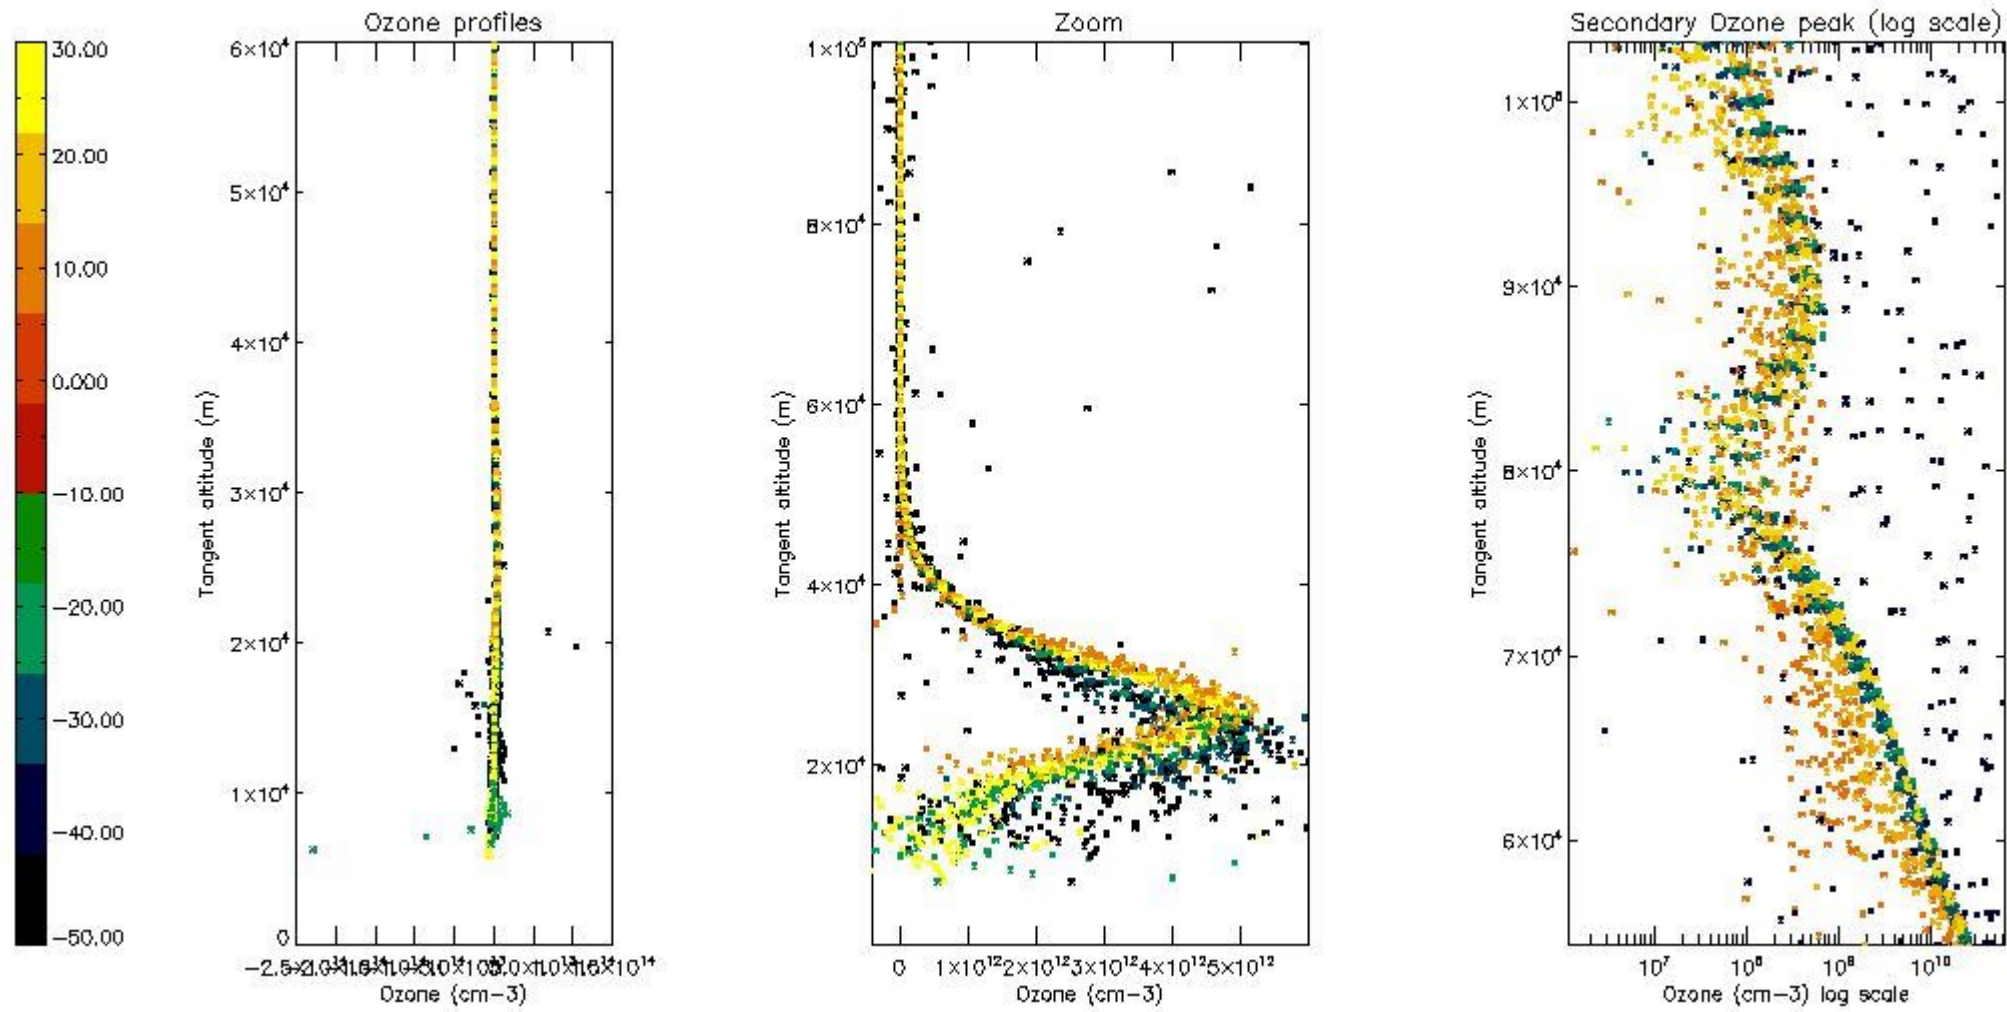 Ozone profiles
30.00
20.00
10.00
0.000
−10.00
−20.00
−30.00
−40.00
−50.00
Tangent altitude (m)
6×10⁴
5×10⁴
4×10⁴
3×10⁴
2×10⁴
1×10⁴
0
Ozone (cm−3)
Zoom
Tangent altitude (m)
1×10⁵
8×10⁴
6×10⁴
4×10⁴
2×10⁴
0 1×10¹² 2×10¹² 3×10¹² 4×10¹² 5×10¹²
Ozone (cm−3)
Secondary Ozone peak (log scale)
Tangent altitude (m)
1×10⁵
9×10⁴
8×10⁴
7×10⁴
6×10⁴
10⁷ 10⁸ 10⁹ 10¹⁰
Ozone (cm−3) log scale